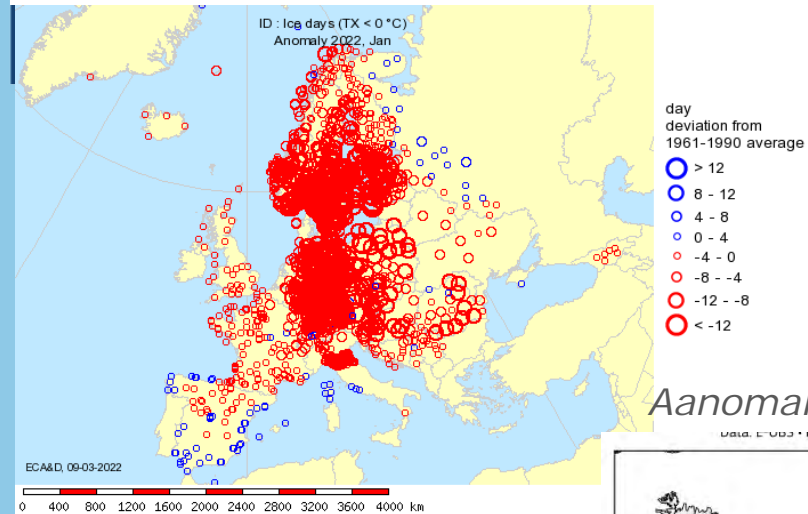 ID : Ice days (TX < 0 °C)
Anomaly 2022, Jan
day
deviation from
1961-1990 average
> 12
8 - 12
4 - 8
0 - 4
-4 - 0
-8 - -4
-12 - -8
< -12
Aanomal
Data: E-OBS •
ECA&D, 09-03-2022
0 400 800 1200 1600 2000 2400 2800 3200 3600 4000 km